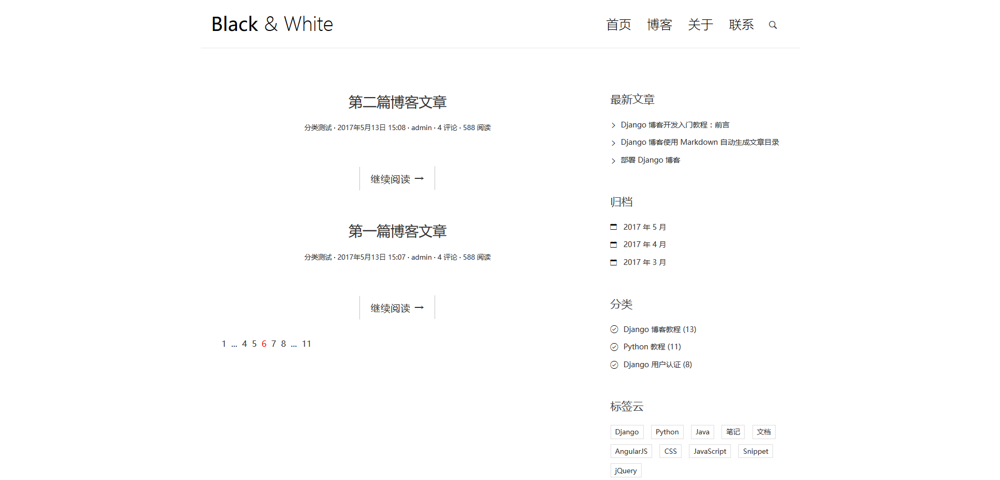 Black & White
首页 博客 关于 联系
第二篇博客文章
分类测试 · 2017年5月13日 15:08 · admin · 4 评论 · 588 阅读
继续阅读 →
第一篇博客文章
分类测试 · 2017年5月13日 15:07 · admin · 4 评论 · 588 阅读
继续阅读 →
1 ... 4 5 6 7 8 ... 11
最新文章
Django 博客开发入门教程：前言
Django 博客使用 Markdown 自动生成文章目录
部署 Django 博客
归档
2017 年 5 月
2017 年 4 月
2017 年 3 月
分类
Django 博客教程 (13)
Python 教程 (11)
Django 用户认证 (8)
标签云
Django Python Java 笔记 文档
AngularJS CSS JavaScript Snippet
jQuery